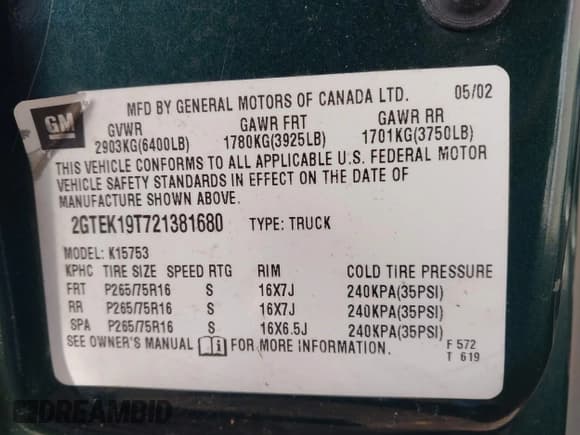 GM
MFD BY GENERAL MOTORS OF CANADA LTD. 05/02
GVWR GAWR FRT GAWR RR
2903KG(6400LB) 1780KG(3925LB) 1701KG(3750LB)
THIS VEHICLE CONFORMS TO ALL APPLICABLE U.S. FEDERAL MOTOR
VEHICLE SAFETY STANDARDS IN EFFECT ON THE DATE OF
MANUFACTURE SHOWN ABOVE.
2GTEK19T721381680 TYPE: TRUCK
MODEL: K15753
KPHC TIRE SIZE SPEED RTG RIM COLD TIRE PRESSURE
FRT P265/75R16 S 16X7J 240KPA(35PSI)
RR P265/75R16 S 16X7J 240KPA(35PSI)
SPA P265/75R16 S 16X6.5J 240KPA(35PSI)
SEE OWNER'S MANUAL i FOR MORE INFORMATION.
F 572
T 619
DREAMBID